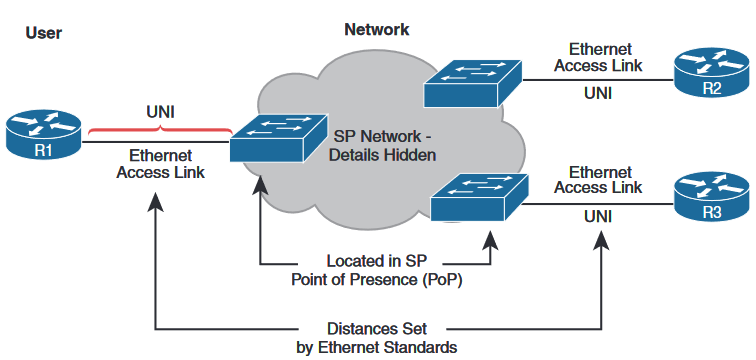 User
Network
UNI
R1
Ethernet
Access Link
SP Network -
Details Hidden
Ethernet
Access Link
UNI
R2
Ethernet
Access Link
UNI
R3
Located in SP
Point of Presence (PoP)
Distances Set
by Ethernet Standards